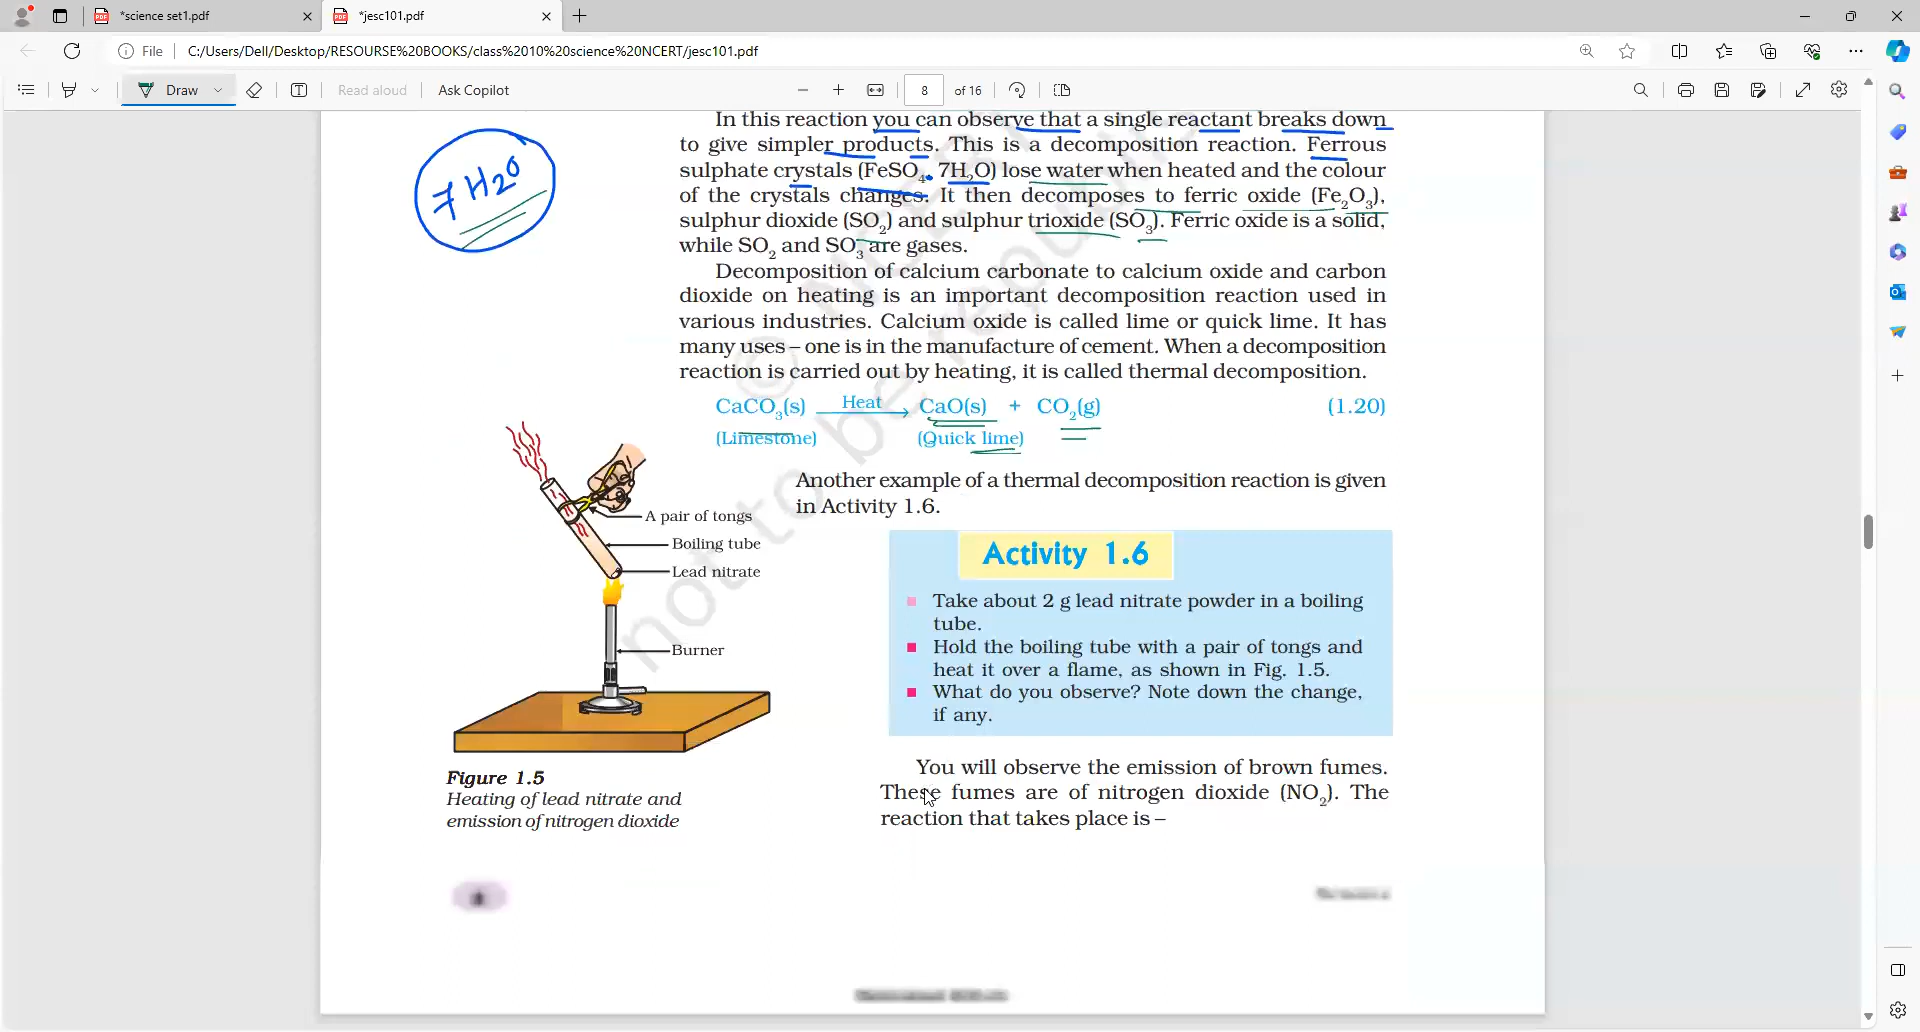 *science set1.pdf
*jesc101.pdf
File
C:/Users/Dell/Desktop/RESOURSE%20BOOKS/class%2010%20science%20NCERT/jesc101.pdf
Draw
Read aloud
Ask Copilot
8 of 16
In this reaction you can observe that a single reactant breaks down
to give simpler products. This is a decomposition reaction. Ferrous
sulphate crystals (FeSO4. 7H2O) lose water when heated and the colour
of the crystals changes. It then decomposes to ferric oxide (Fe2O3),
sulphur dioxide (SO2) and sulphur trioxide (SO3). Ferric oxide is a solid,
while SO2 and SO3 are gases.
7H2O
Decomposition of calcium carbonate to calcium oxide and carbon
dioxide on heating is an important decomposition reaction used in
various industries. Calcium oxide is called lime or quick lime. It has
many uses – one is in the manufacture of cement. When a decomposition
reaction is carried out by heating, it is called thermal decomposition.
CaCO3(s) Heat CaO(s) + CO2(g) (1.20)
(Limestone) (Quick lime)
Another example of a thermal decomposition reaction is given
in Activity 1.6.
A pair of tongs
Boiling tube
Lead nitrate
Burner
Figure 1.5
Heating of lead nitrate and
emission of nitrogen dioxide
Activity 1.6
Take about 2 g lead nitrate powder in a boiling
tube.
Hold the boiling tube with a pair of tongs and
heat it over a flame, as shown in Fig. 1.5.
What do you observe? Note down the change,
if any.
You will observe the emission of brown fumes.
These fumes are of nitrogen dioxide (NO2). The
reaction that takes place is –
not to be